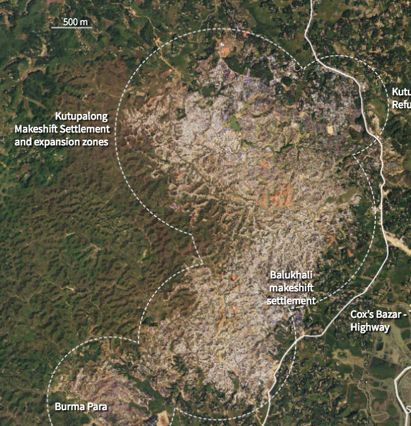 500 m
Kutupalong
Makeshift Settlement
and expansion zones
Balukhali
makeshift
settlement
Cox's Bazar -
Highway
Burma Para